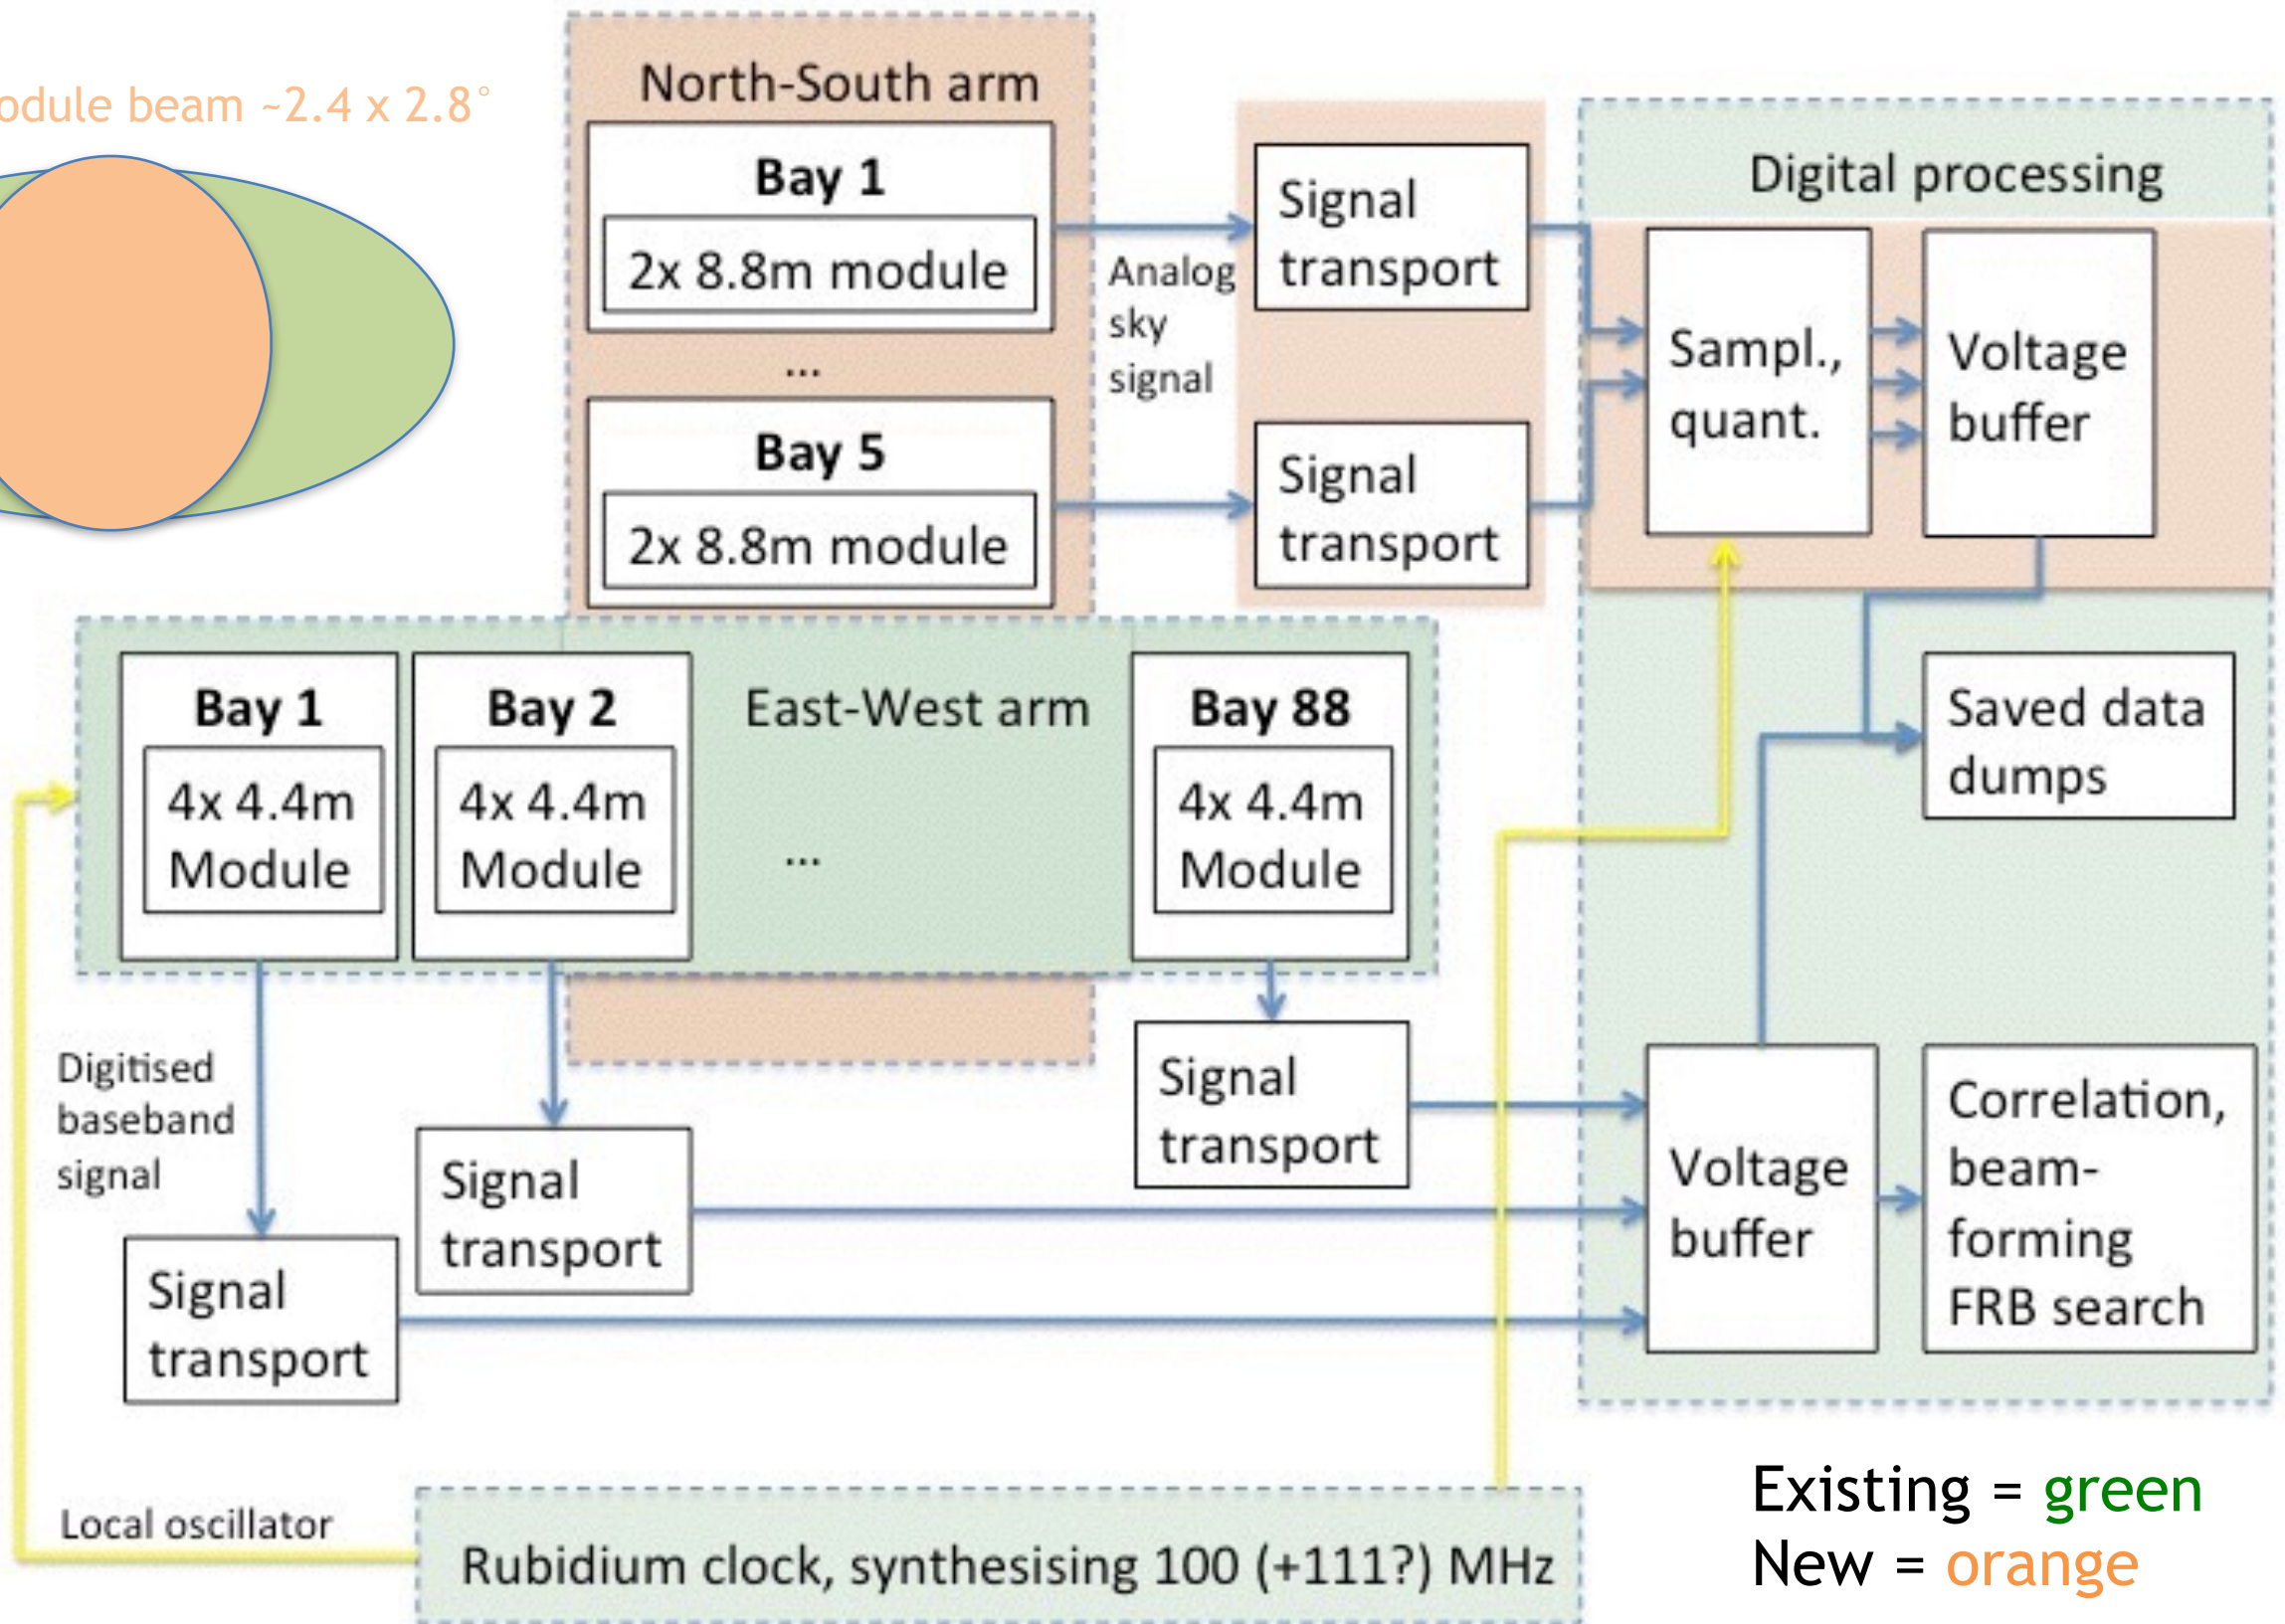 odule beam ~2.4 x 2.8°
North-South arm
Bay 1
2x 8.8m module
...
Bay 5
2x 8.8m module
Analog
sky
signal
Signal
transport
Signal
transport
Digital processing
Sampl.,
quant.
Voltage
buffer
Bay 1
4x 4.4m
Module
Bay 2
4x 4.4m
Module
East-West arm
...
Bay 88
4x 4.4m
Module
Saved data
dumps
Digitised
baseband
signal
Signal
transport
Signal
transport
Signal
transport
Voltage
buffer
Correlation,
beam-
forming
FRB search
Local oscillator
Rubidium clock, synthesising 100 (+111?) MHz
Existing = green
New = orange